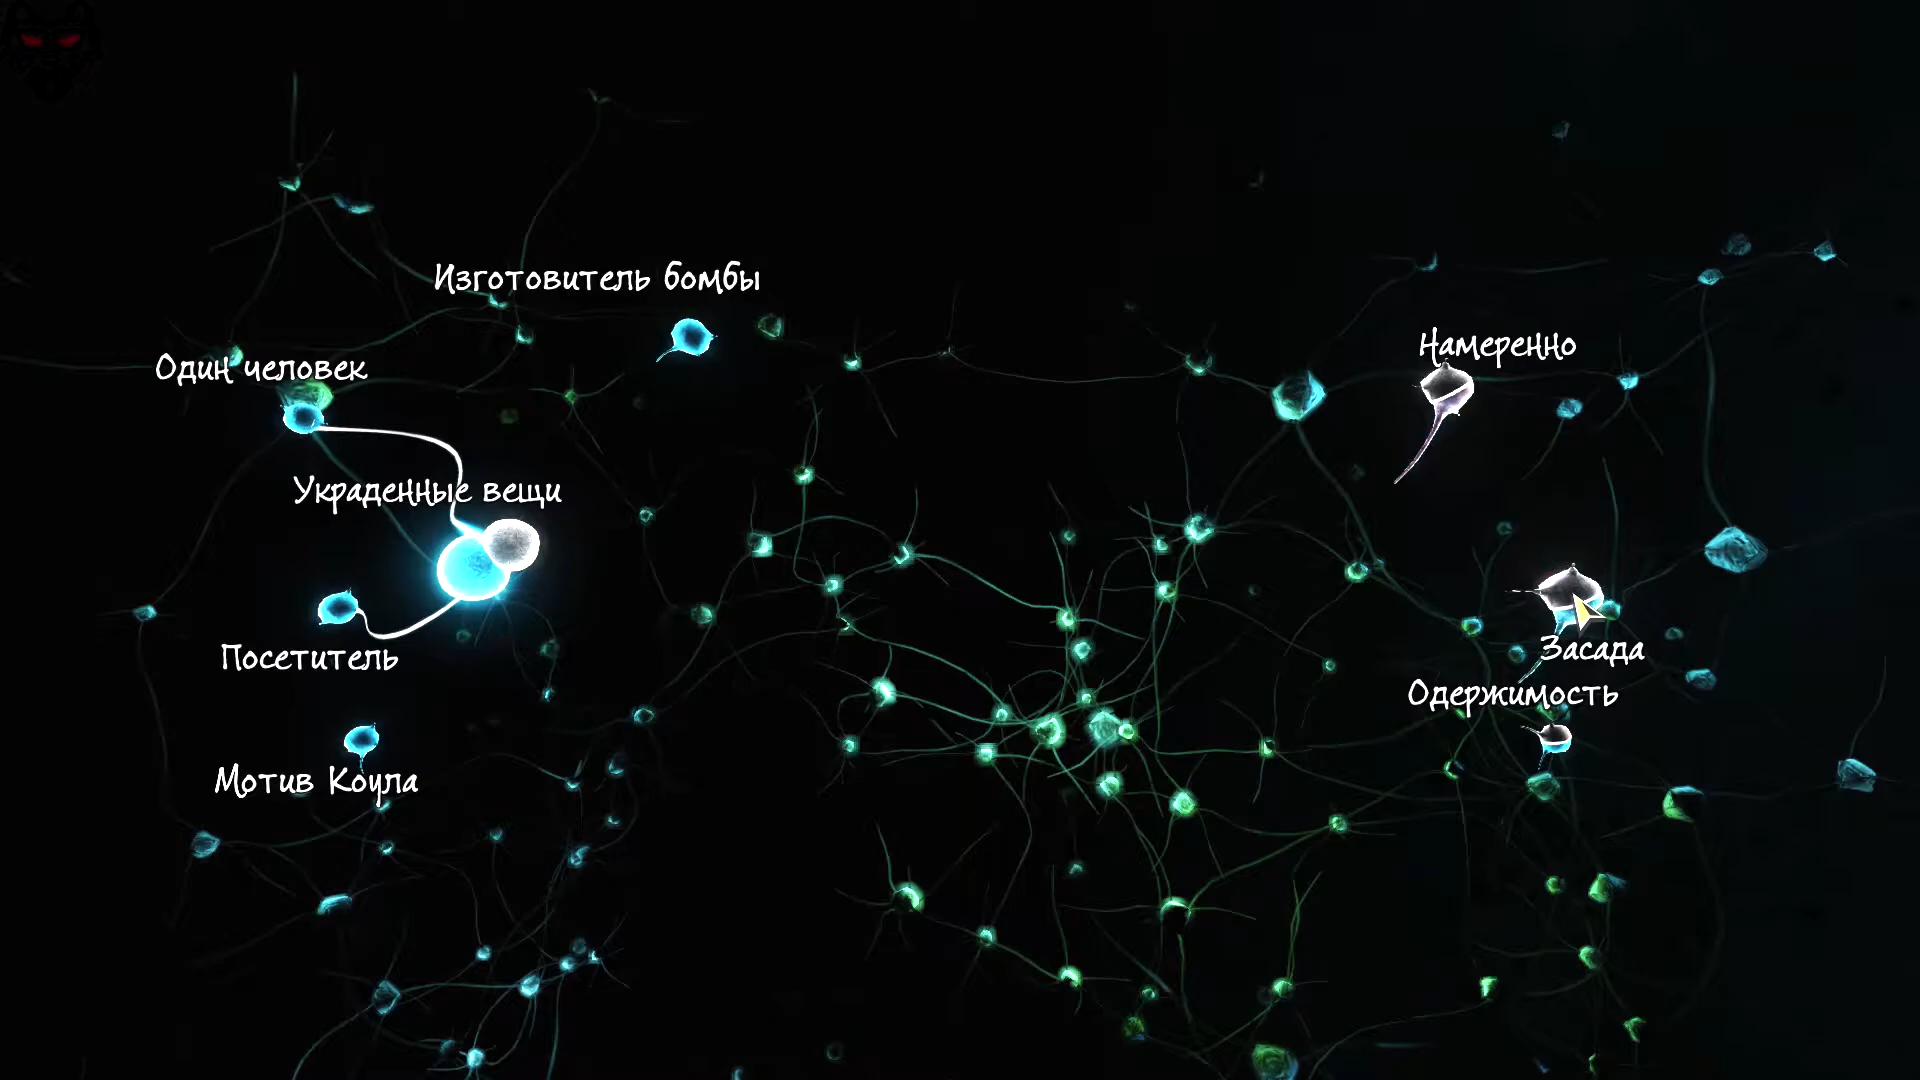 Изготовитель бомбы
Намеренно
Один человек
Украденные вещи
Посетитель
Засада
Одержимость
Мотив Коула